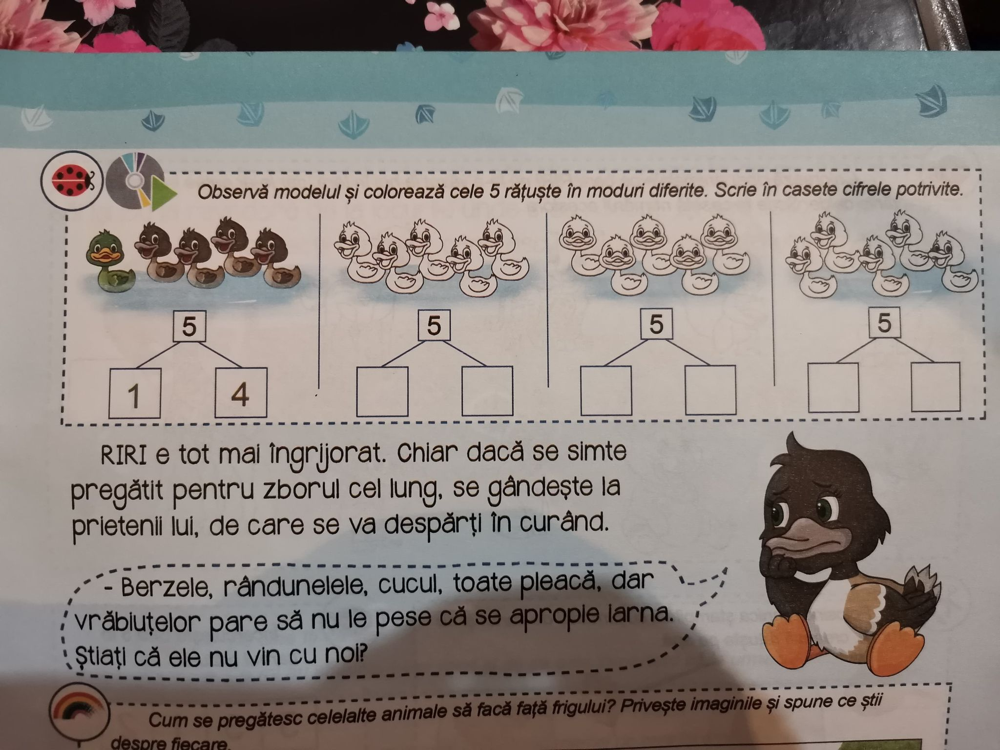 Observă modelul și colorează cele 5 rățuște în moduri diferite. Scrie în casete cifrele potrivite.
5 5 5 5
1 4
RIRI e tot mai îngrijorat. Chiar dacă se simte
pregătit pentru zborul cel lung, se gândește la
prietenii lui, de care se va despărți în curând.
- Berzele, rândunelele, cucul, toate pleacă, dar
vrăbiuțelor pare să nu le pese că se apropie iarna.
Știați că ele nu vin cu noi?
Cum se pregătesc celelalte animale să facă față frigului? Privește imaginile și spune ce știi
despre fiecare.